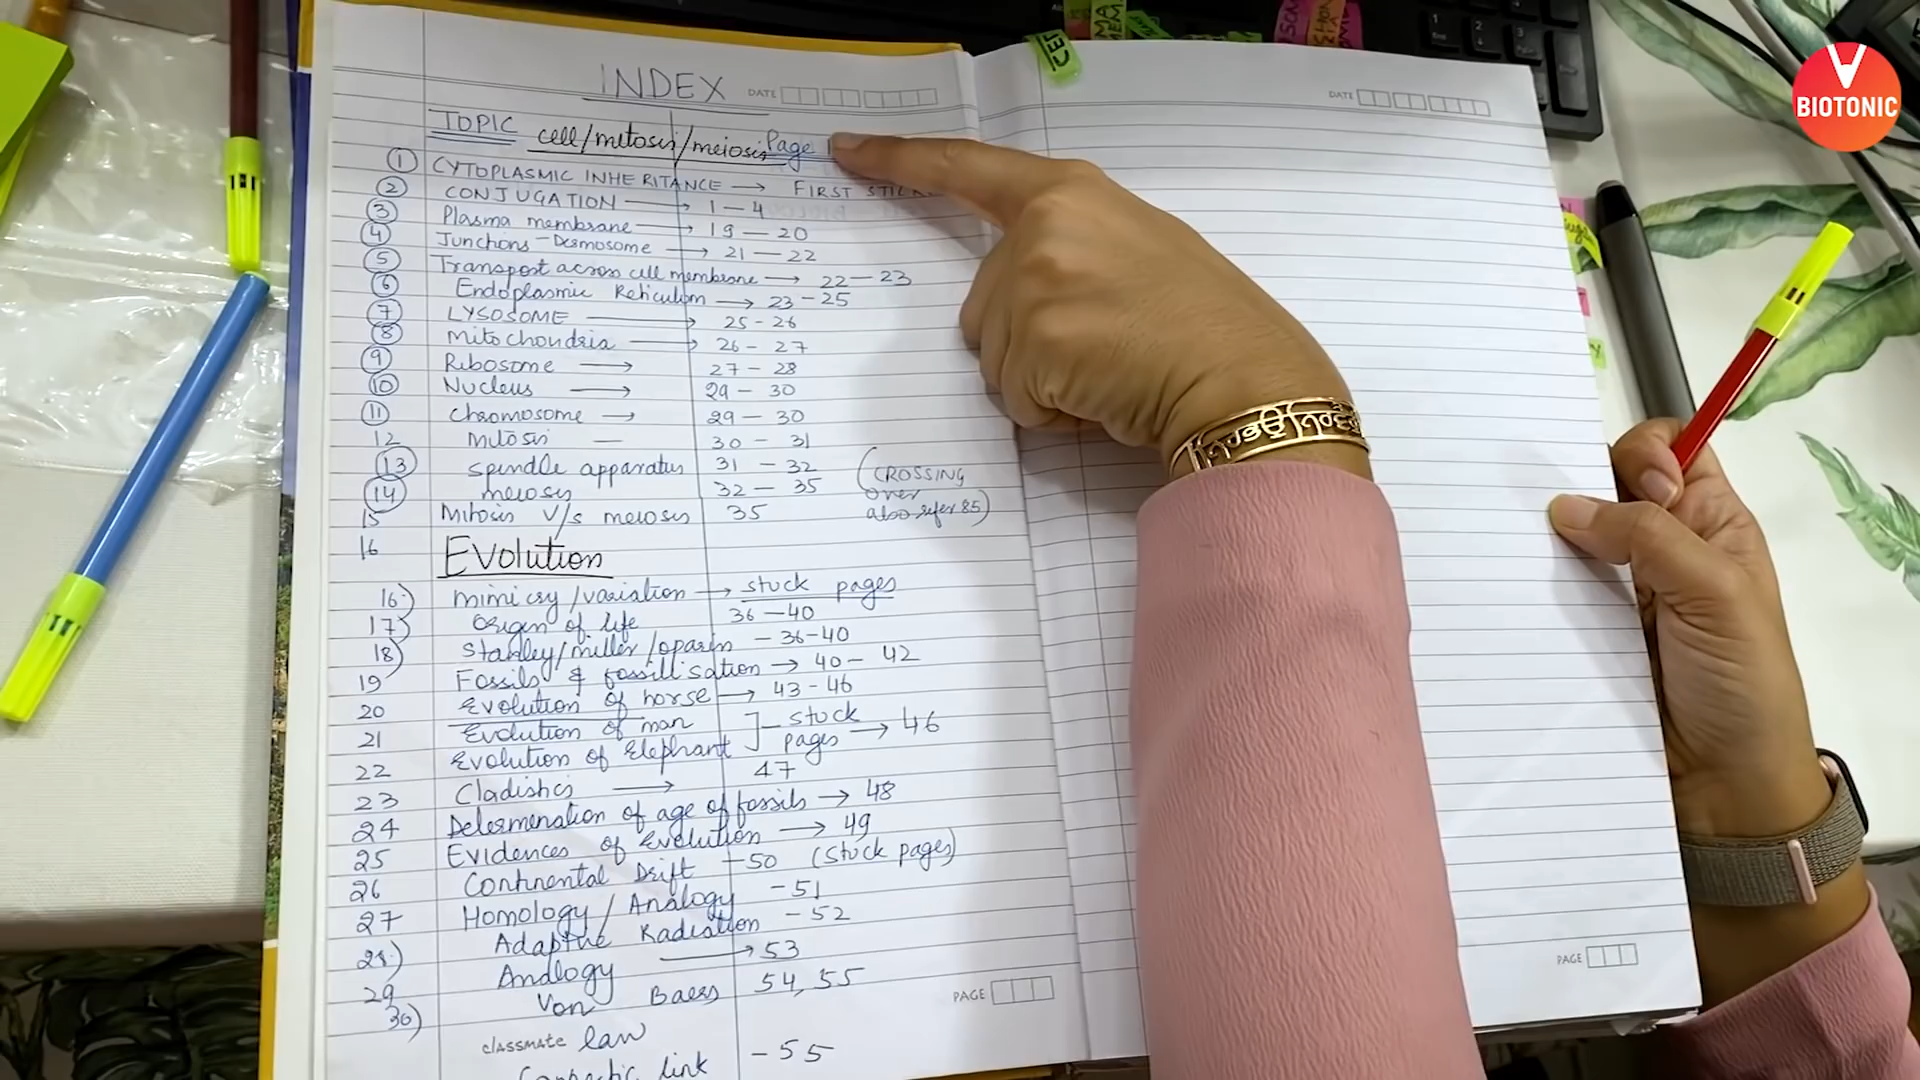 INDEX
DATE
TOPIC cell/mitosis/meiosis Page
1 CYTOPLASMIC INHERITANCE → FIRST
2 CONJUGATION → 1 – 4
3 Plasma membrane → 19 – 20
4 Junctions – Desmosome → 21 – 22
5 Transport across cell membrane → 22 – 23
6 Endoplasmic Reticulum → 23 – 25
7 LYSOSOME → 25 - 26
8 Mitochondria → 26 - 27
9 Ribosome → 27 - 28
10 Nucleus → 29 – 30
11 chromosome → 29 – 30
12 mitosis — 30 - 31
13 spindle apparatus 31 – 32 (CROSSING
14 meiosis 32 – 35 over
15 Mitosis V/s meiosis 35 also refer 85)
16 Evolution
16) mimicry/variation → stuck pages
17) Origin of life 36 – 40
18) Stanley/miller/oparin – 36-40
19 Fossils & fossilisation → 40 – 42
20 Evolution of horse → 43 - 46
21 Evolution of man ] – stuck
22 Evolution of Elephant pages → 46
23 Cladistics → 47
24 Determenation of age of fossils → 48
25 Evidences of Evolution → 49
26 Continental Drift – 50 (stuck pages)
27 Homology/Analogy – 51
28) Adaptive Radiation – 52
29 Analogy → 53
30) Von Baers 54, 55
classmate law
link – 55
PAGE
DATE
PAGE
V
BIOTONIC